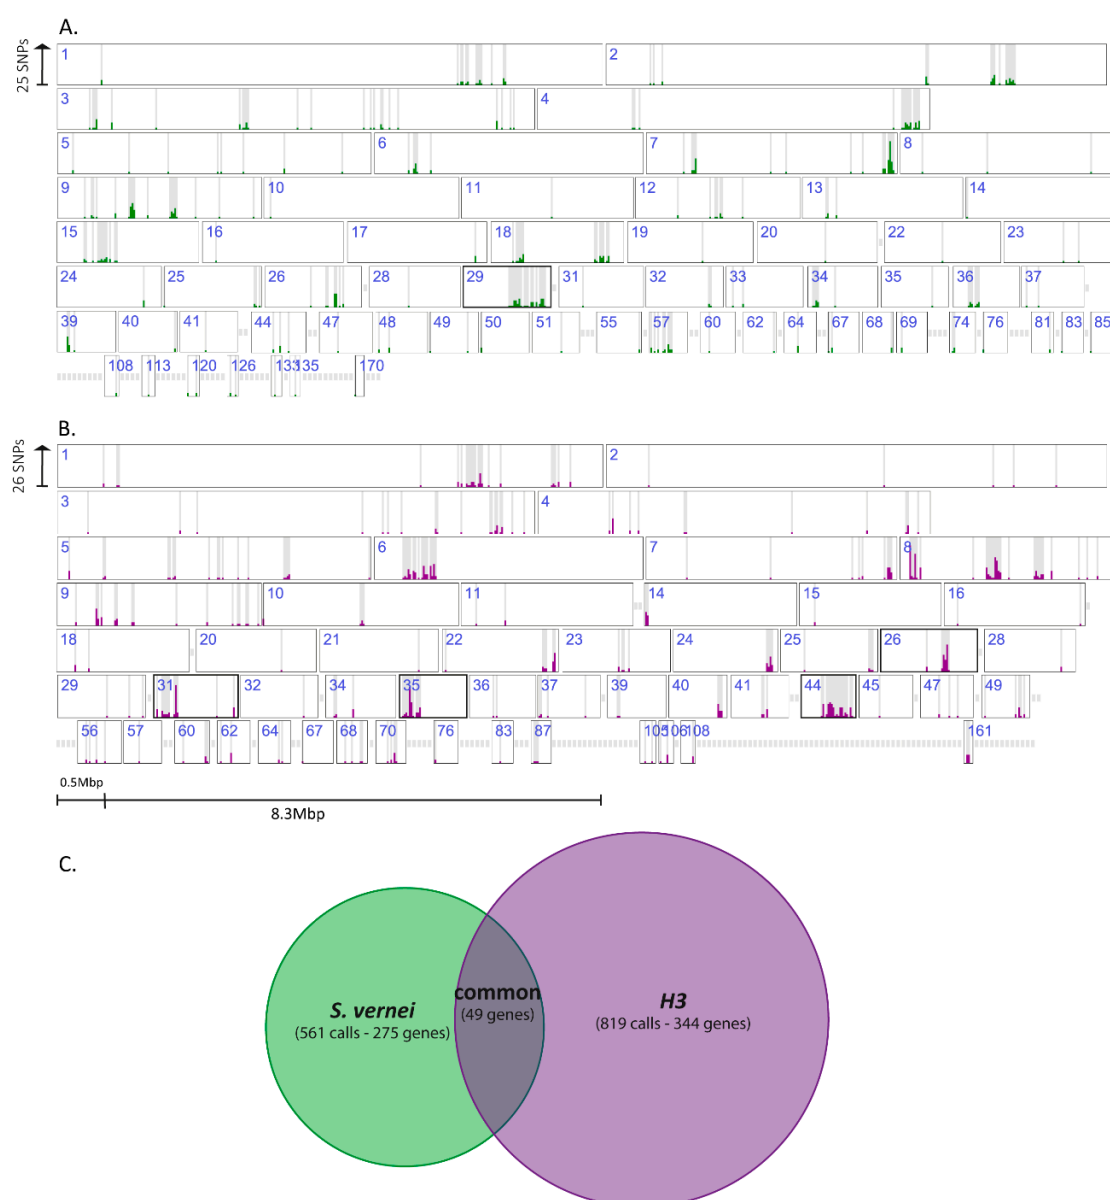 A.
25 SNPs
1 2
3 4
5 6 7 8
9 10 11 12 13 14
15 16 17 18 19 20 22 23
24 25 26 28 29 31 32 33 34 35 36 37
39 40 41 44 47 48 49 50 51 55 57 60 62 64 67 68 69 74 76 81 83 85
108 113 120 126 133 135 170
B.
26 SNPs
1 2
3 4
5 6 7 8
9 10 11 14 15 16
18 20 21 22 23 24 25 26 28
29 31 32 34 35 36 37 39 40 41 44 45 47 49
56 57 60 62 64 67 68 70 76 83 87 105 106 108 161
0.5Mbp
8.3Mbp
C.
S. vernei
(561 calls - 275 genes)
common
(49 genes)
H3
(819 calls - 344 genes)